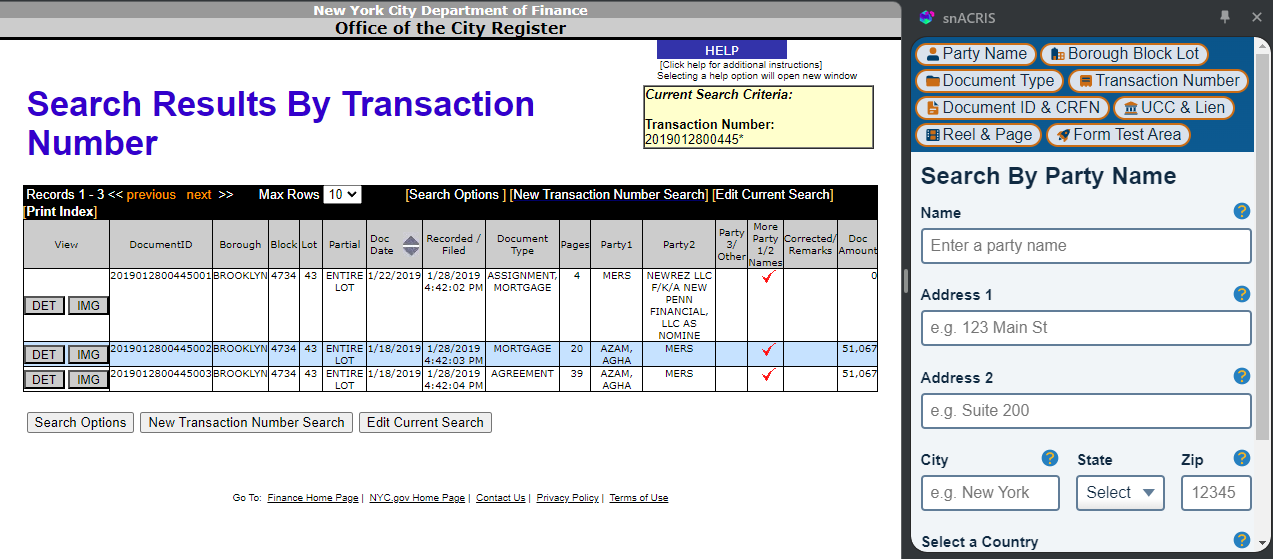 New York City Department of Finance
Office of the City Register
HELP
[Click help for additional instructions]
Selecting a help option will open new window
Current Search Criteria:
Transaction Number:
2019012800445*
Search Results By Transaction
Number
Records 1 - 3 << previous next >> Max Rows 10 [Search Options ] [New Transaction Number Search] [Edit Current Search]
[Print Index]
View DocumentID Borough Block Lot Partial Doc Date Recorded / Filed Document Type Pages Party1 Party2 Party 3/ Other More Party 1/2 Names Corrected/ Remarks Doc Amount
DET IMG 2019012800445001 BROOKLYN 4734 43 ENTIRE LOT 1/22/2019 1/28/2019 4:42:02 PM ASSIGNMENT, MORTGAGE 4 MERS NEWREZ LLC F/K/A NEW PENN FINANCIAL, LLC AS NOMINE 0
DET IMG 2019012800445002 BROOKLYN 4734 43 ENTIRE LOT 1/18/2019 1/28/2019 4:42:03 PM MORTGAGE 20 AZAM, AGHA MERS 51,067
DET IMG 2019012800445003 BROOKLYN 4734 43 ENTIRE LOT 1/18/2019 1/28/2019 4:42:04 PM AGREEMENT 39 AZAM, AGHA MERS 51,067
Search Options New Transaction Number Search Edit Current Search
Go To: Finance Home Page | NYC.gov Home Page | Contact Us | Privacy Policy | Terms of Use
snACRIS
Party Name Borough Block Lot
Document Type Transaction Number
Document ID & CRFN UCC & Lien
Reel & Page Form Test Area
Search By Party Name
Name ?
Enter a party name
Address 1 ?
e.g. 123 Main St
Address 2 ?
e.g. Suite 200
City ? State Zip ?
e.g. New York Select 12345
Select a Country ?